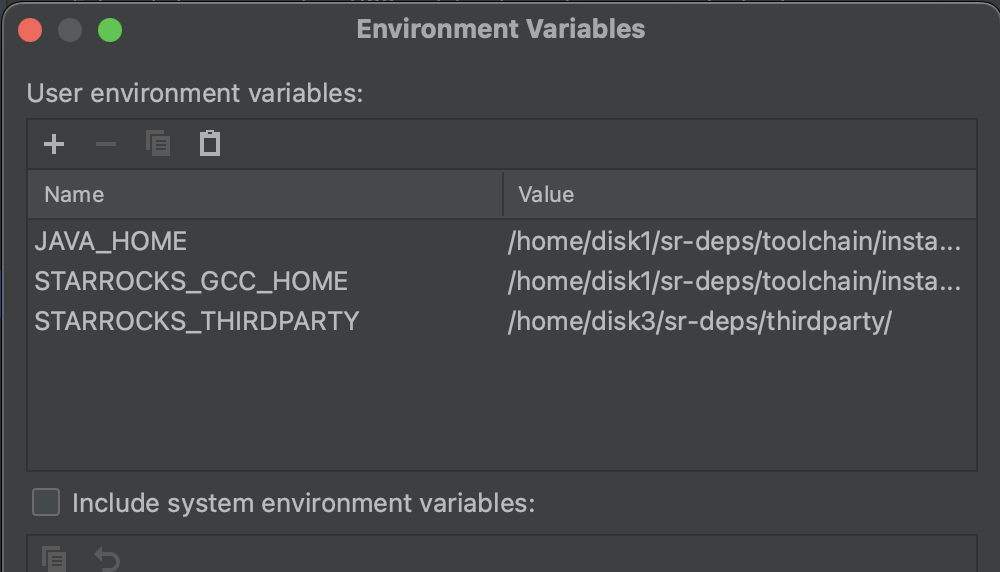 Environment Variables
User environment variables:
Name Value
JAVA_HOME /home/disk1/sr-deps/toolchain/insta...
STARROCKS_GCC_HOME /home/disk1/sr-deps/toolchain/insta...
STARROCKS_THIRDPARTY /home/disk3/sr-deps/thirdparty/
Include system environment variables: